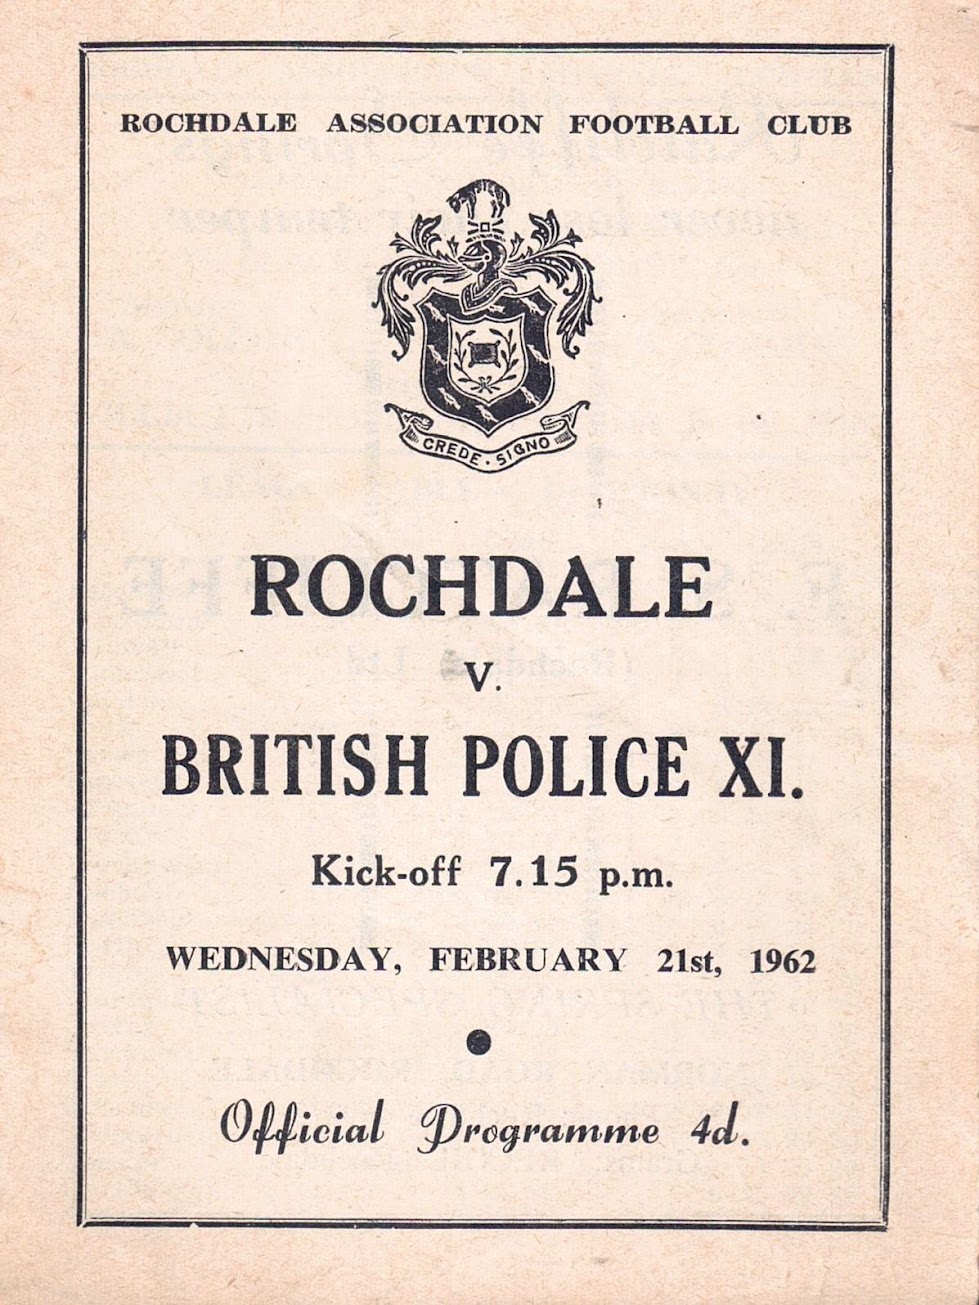 ROCHDALE ASSOCIATION FOOTBALL CLUB
CREDE · SIGNO
ROCHDALE
v.
BRITISH POLICE XI.
Kick-off 7.15 p.m.
WEDNESDAY, FEBRUARY 21st, 1962
Official Programme 4d.